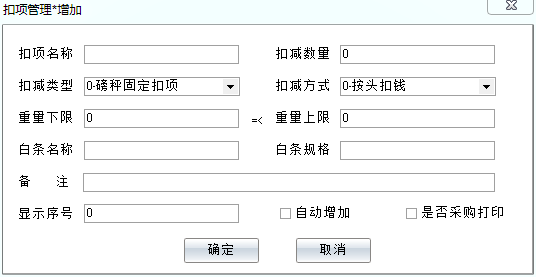 扣项管理*增加
扣项名称 扣减数量 0
扣减类型 0-磅秤固定扣项 扣减方式 0-按头扣钱
重量下限 0 =< 重量上限 0
白条名称 白条规格
备 注
显示序号 0 自动增加 是否采购打印
确定 取消